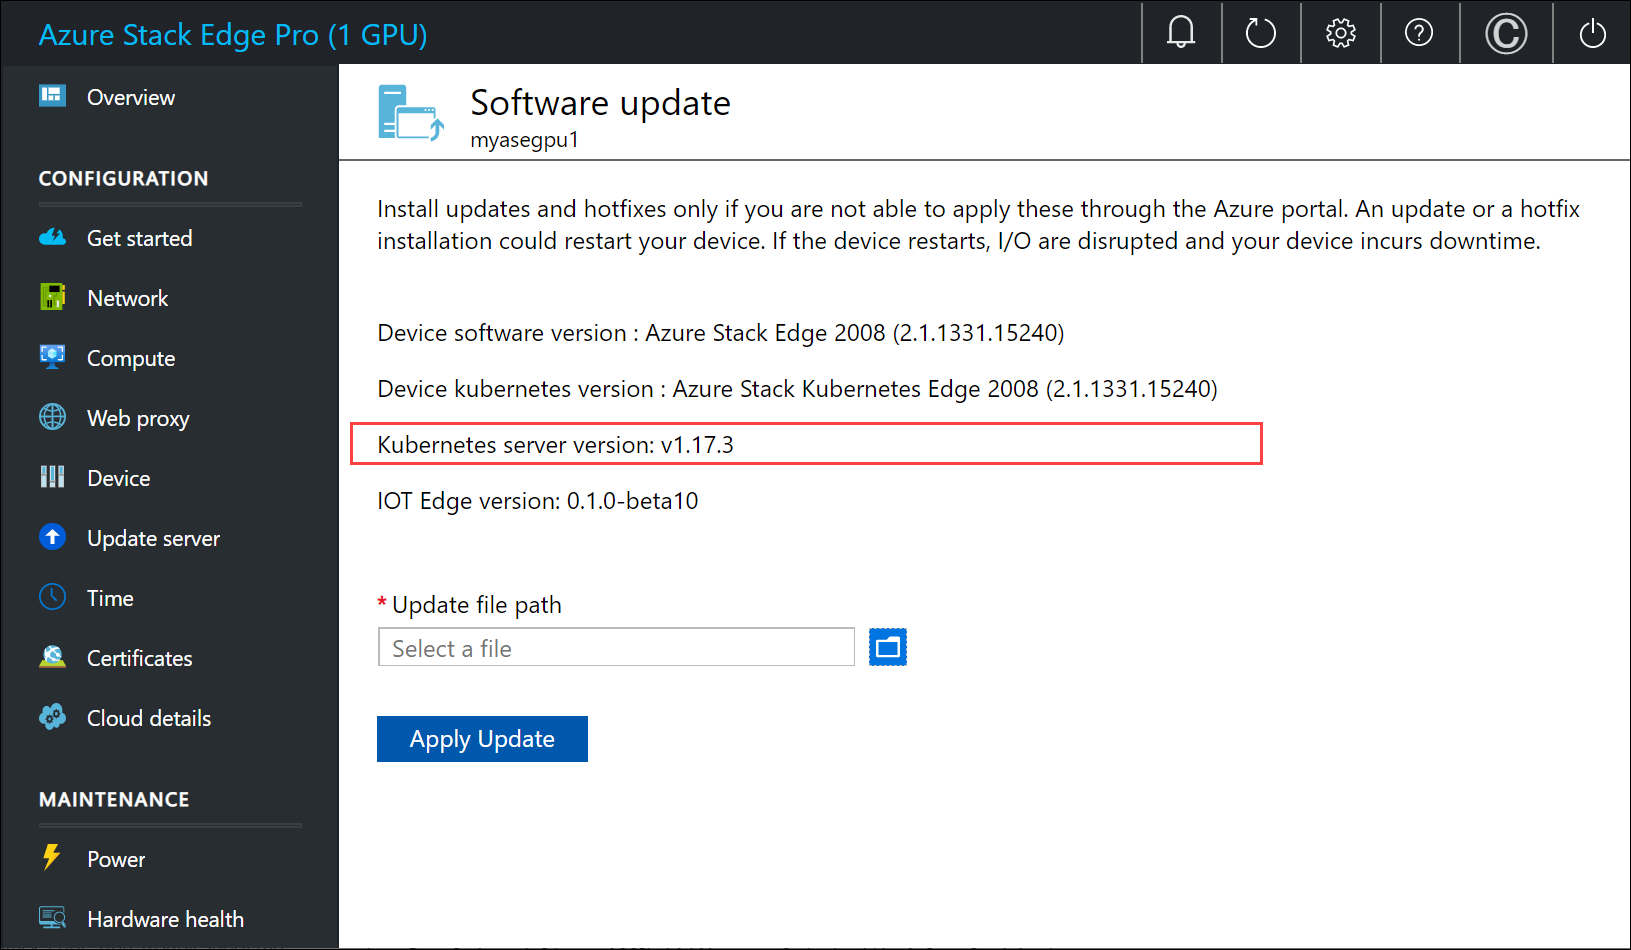 Azure Stack Edge Pro (1 GPU)
Overview
CONFIGURATION
Get started
Network
Compute
Web proxy
Device
Update server
Time
Certificates
Cloud details
MAINTENANCE
Power
Hardware health
Software update
myasegpu1
Install updates and hotfixes only if you are not able to apply these through the Azure portal. An update or a hotfix
installation could restart your device. If the device restarts, I/O are disrupted and your device incurs downtime.
Device software version : Azure Stack Edge 2008 (2.1.1331.15240)
Device kubernetes version : Azure Stack Kubernetes Edge 2008 (2.1.1331.15240)
Kubernetes server version: v1.17.3
IOT Edge version: 0.1.0-beta10
* Update file path
Select a file
Apply Update